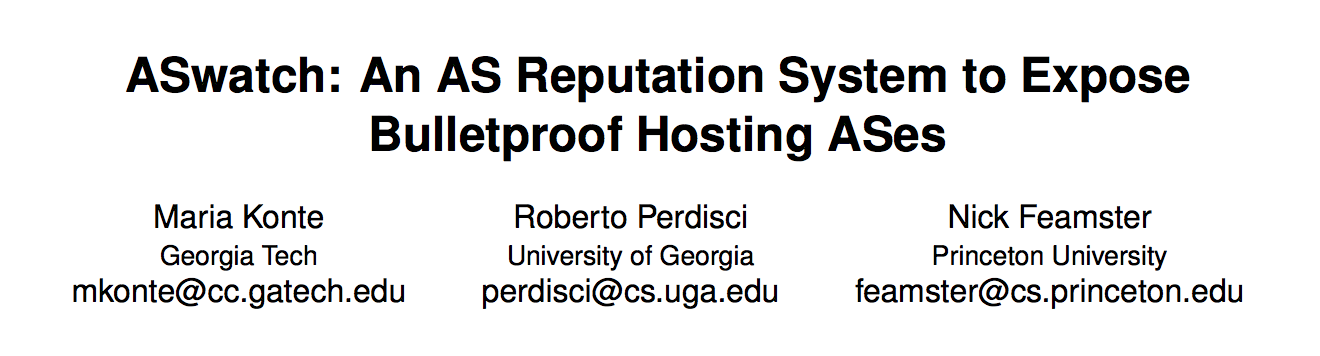 ASwatch: An AS Reputation System to Expose
Bulletproof Hosting ASes
Maria Konte
Georgia Tech
mkonte@cc.gatech.edu
Roberto Perdisci
University of Georgia
perdisci@cs.uga.edu
Nick Feamster
Princeton University
feamster@cs.princeton.edu